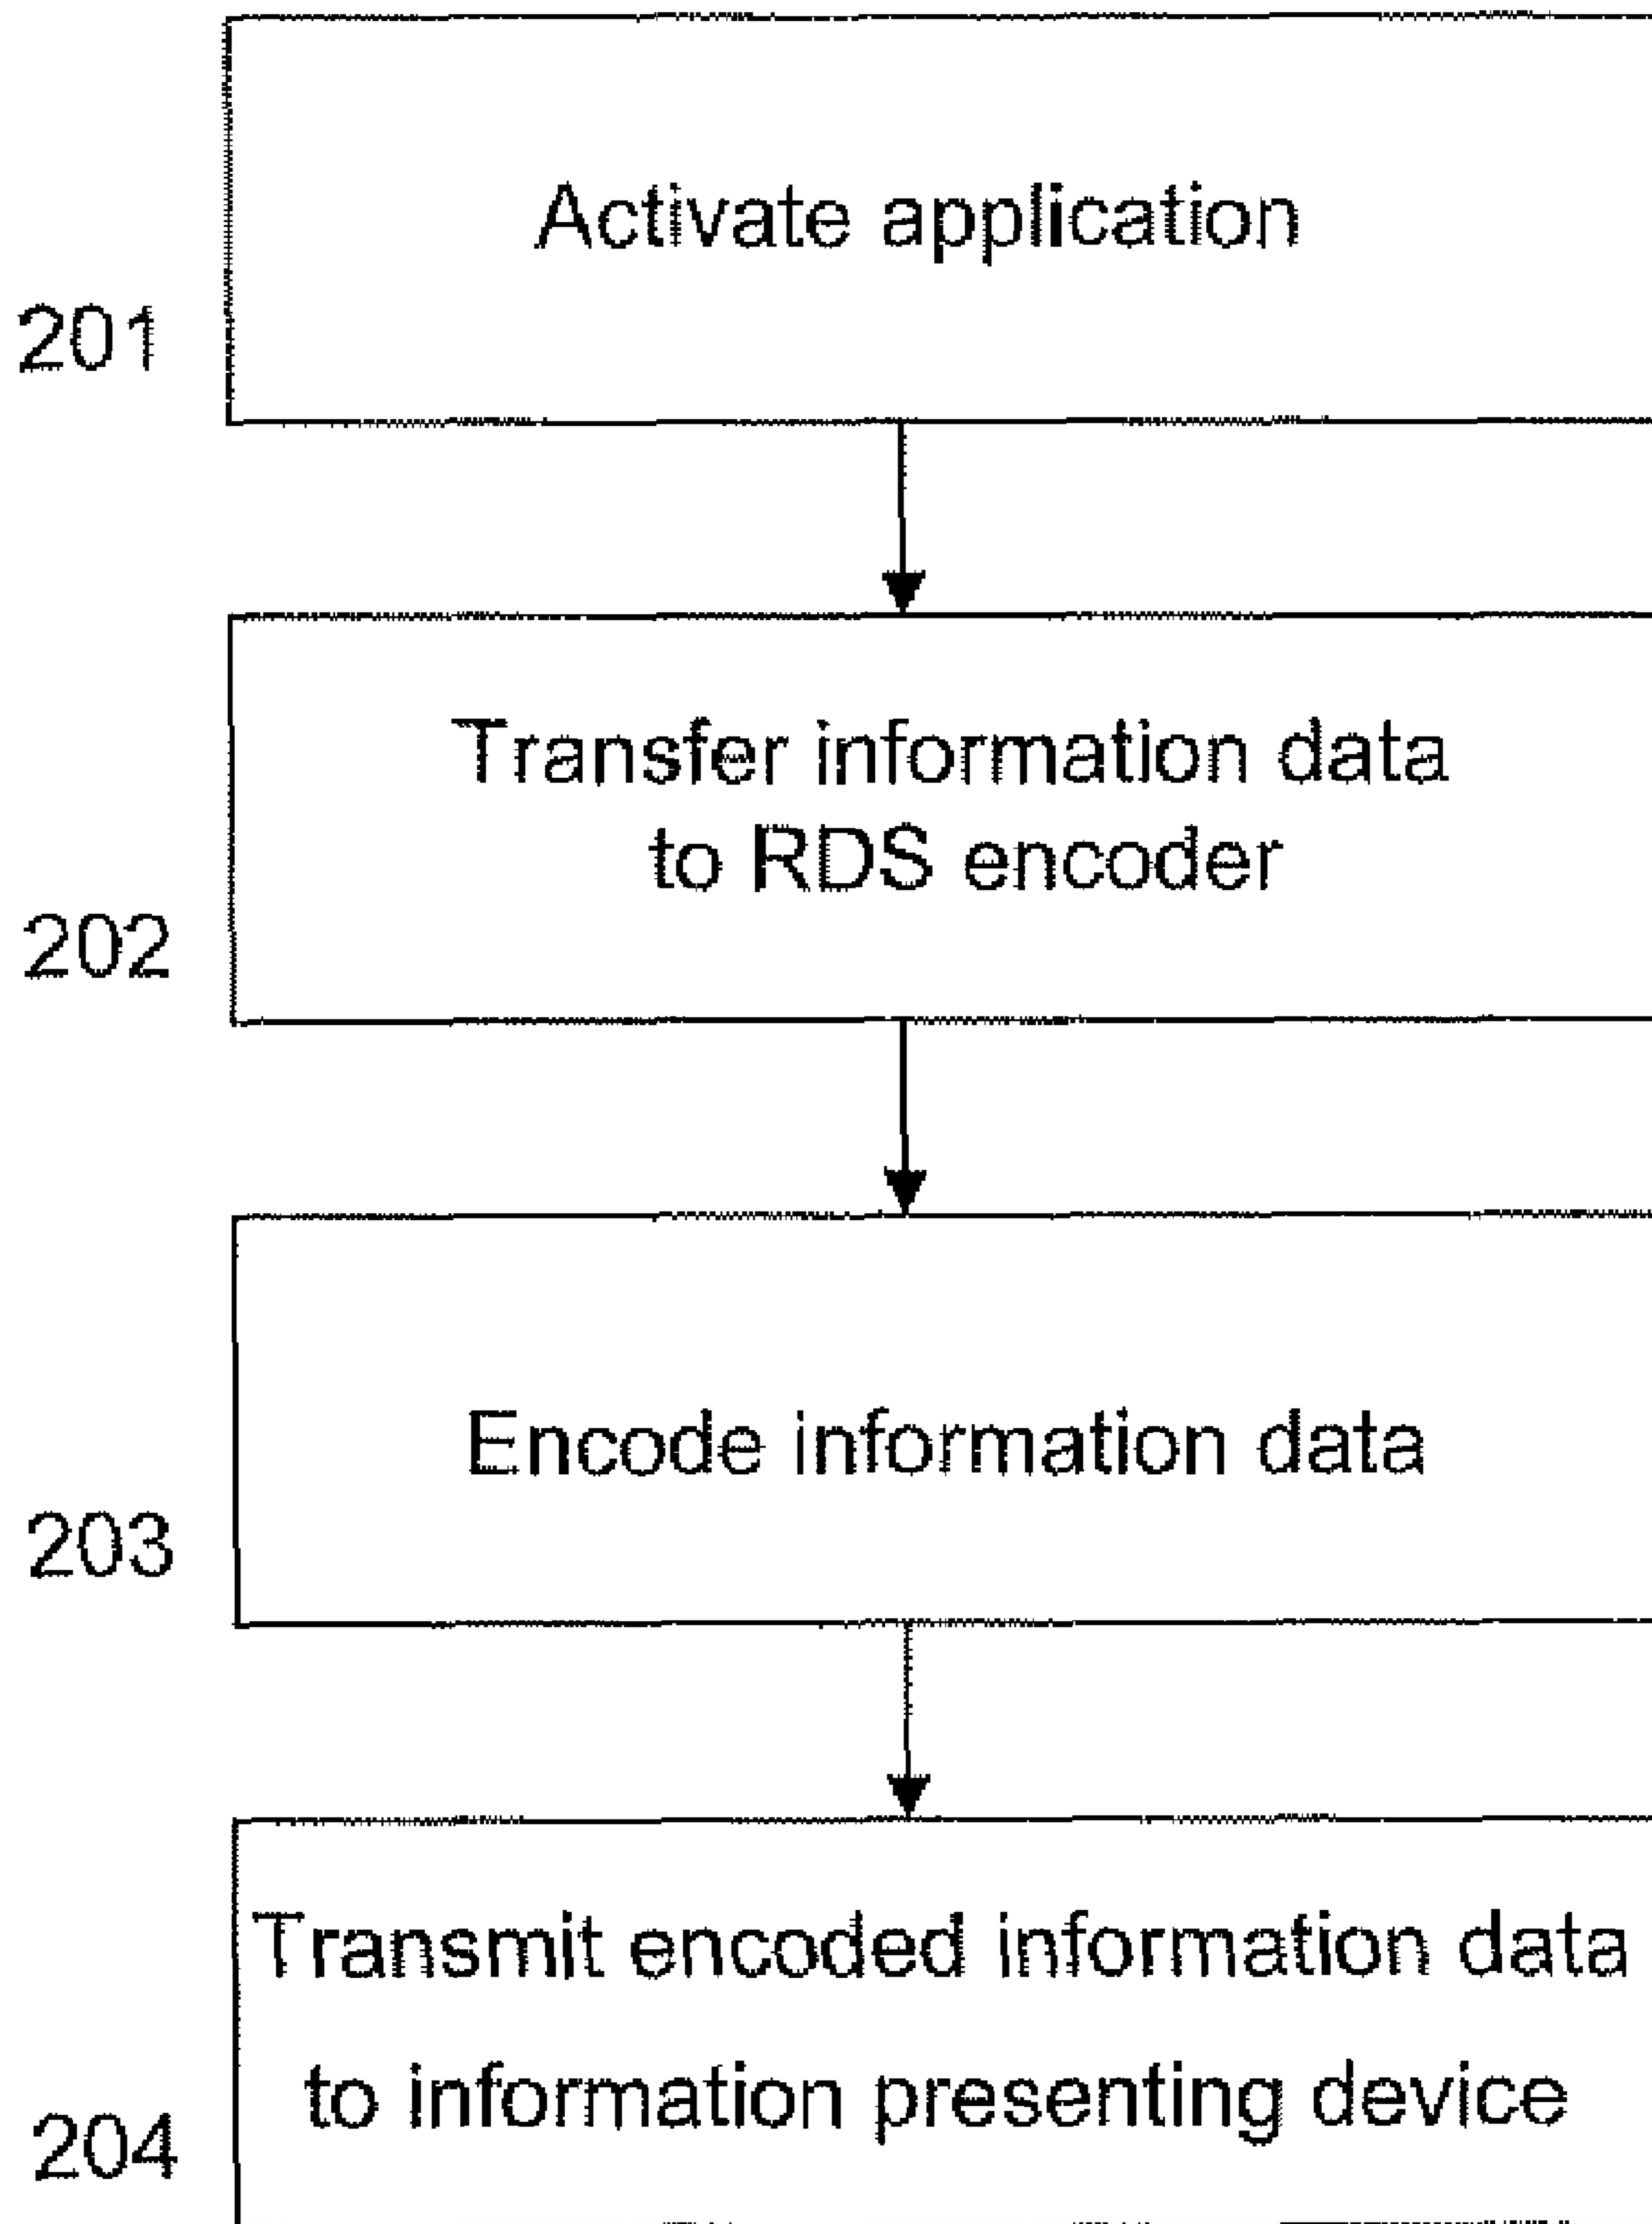 Activate application
201
Transfer information data
to RDS encoder
202
Encode information data
203
Transmit encoded information data
to information presenting device
204